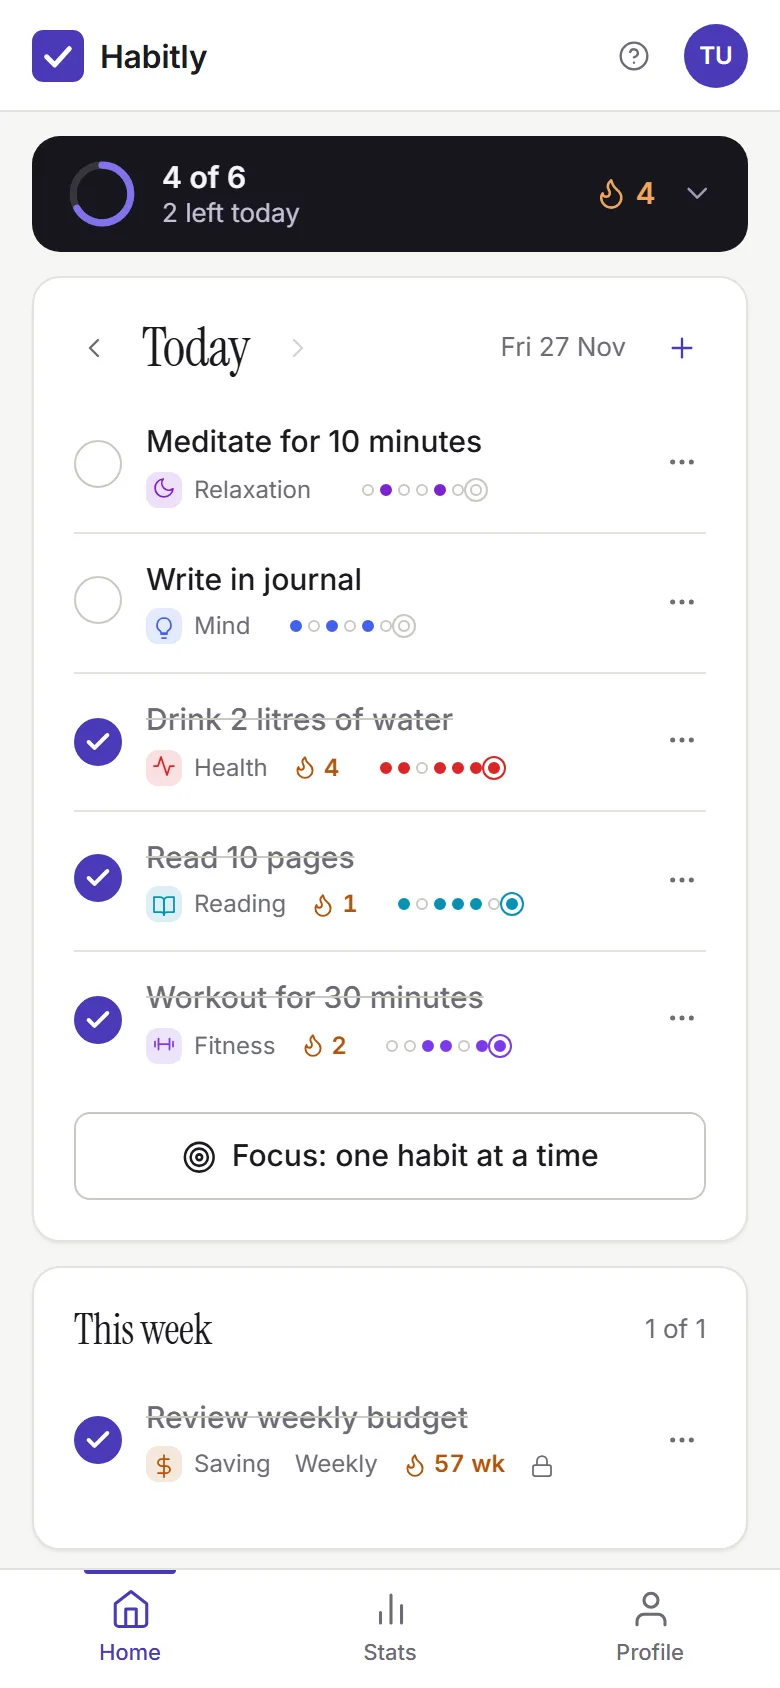 Habitly
TU
4 of 6
2 left today
4
Today
Fri 27 Nov
Meditate for 10 minutes
Relaxation
Write in journal
Mind
Drink 2 litres of water
Health 4
Read 10 pages
Reading 1
Workout for 30 minutes
Fitness 2
Focus: one habit at a time
This week
1 of 1
Review weekly budget
Saving Weekly 57 wk
Home
Stats
Profile